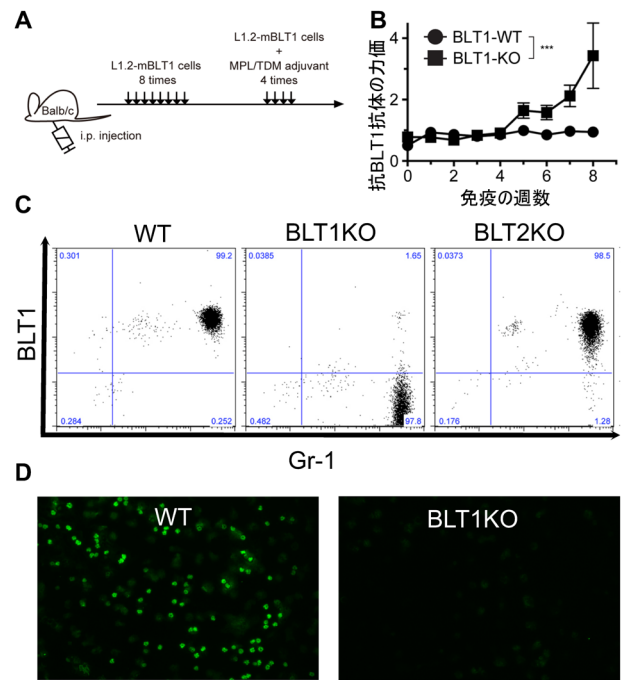 A
L1.2-mBLT1 cells
8 times
L1.2-mBLT1 cells
+
MPL/TDM adjuvant
4 times
Balb/c
i.p. injection
B
BLT1-WT
BLT1-KO
***
抗BLT1抗体の力価
4
2
0
0
2
4
6
8
免疫の週数
C
WT
BLT1KO
BLT2KO
0.301
99.2
0.284
0.252
0.0385
1.65
0.482
97.8
0.0373
98.5
0.176
1.28
BLT1
Gr-1
D
WT
BLT1KO